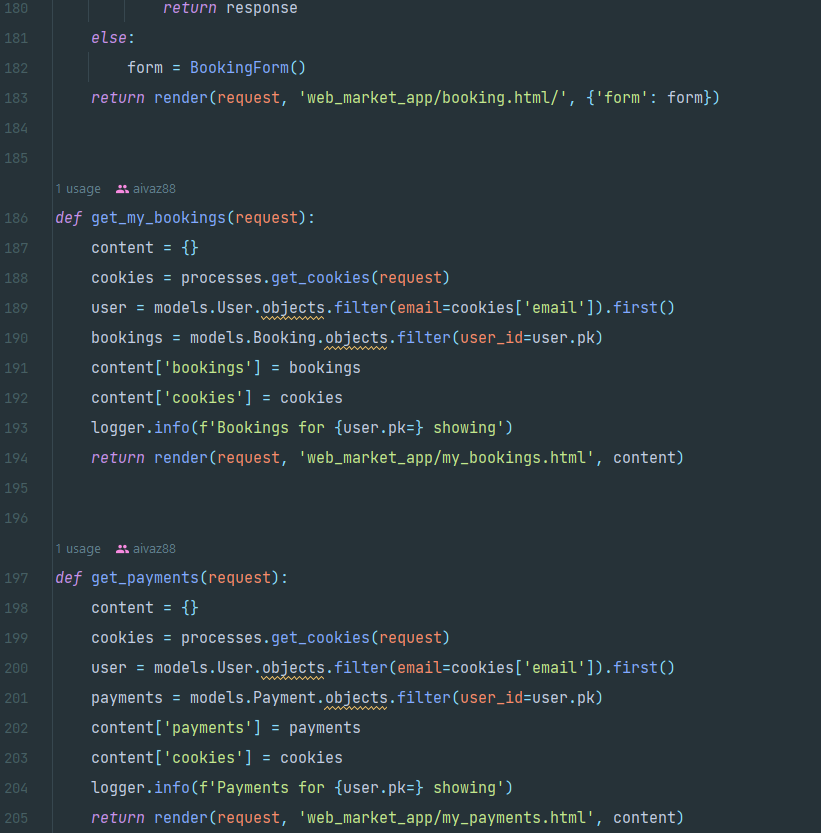 180 return response
181 else:
182 form = BookingForm()
183 return render(request, 'web_market_app/booking.html/', {'form': form})
184
185
1 usage aivaz88
186 def get_my_bookings(request):
187 content = {}
188 cookies = processes.get_cookies(request)
189 user = models.User.objects.filter(email=cookies['email']).first()
190 bookings = models.Booking.objects.filter(user_id=user.pk)
191 content['bookings'] = bookings
192 content['cookies'] = cookies
193 logger.info(f'Bookings for {user.pk=} showing')
194 return render(request, 'web_market_app/my_bookings.html', content)
195
196
1 usage aivaz88
197 def get_payments(request):
198 content = {}
199 cookies = processes.get_cookies(request)
200 user = models.User.objects.filter(email=cookies['email']).first()
201 payments = models.Payment.objects.filter(user_id=user.pk)
202 content['payments'] = payments
203 content['cookies'] = cookies
204 logger.info(f'Payments for {user.pk=} showing')
205 return render(request, 'web_market_app/my_payments.html', content)